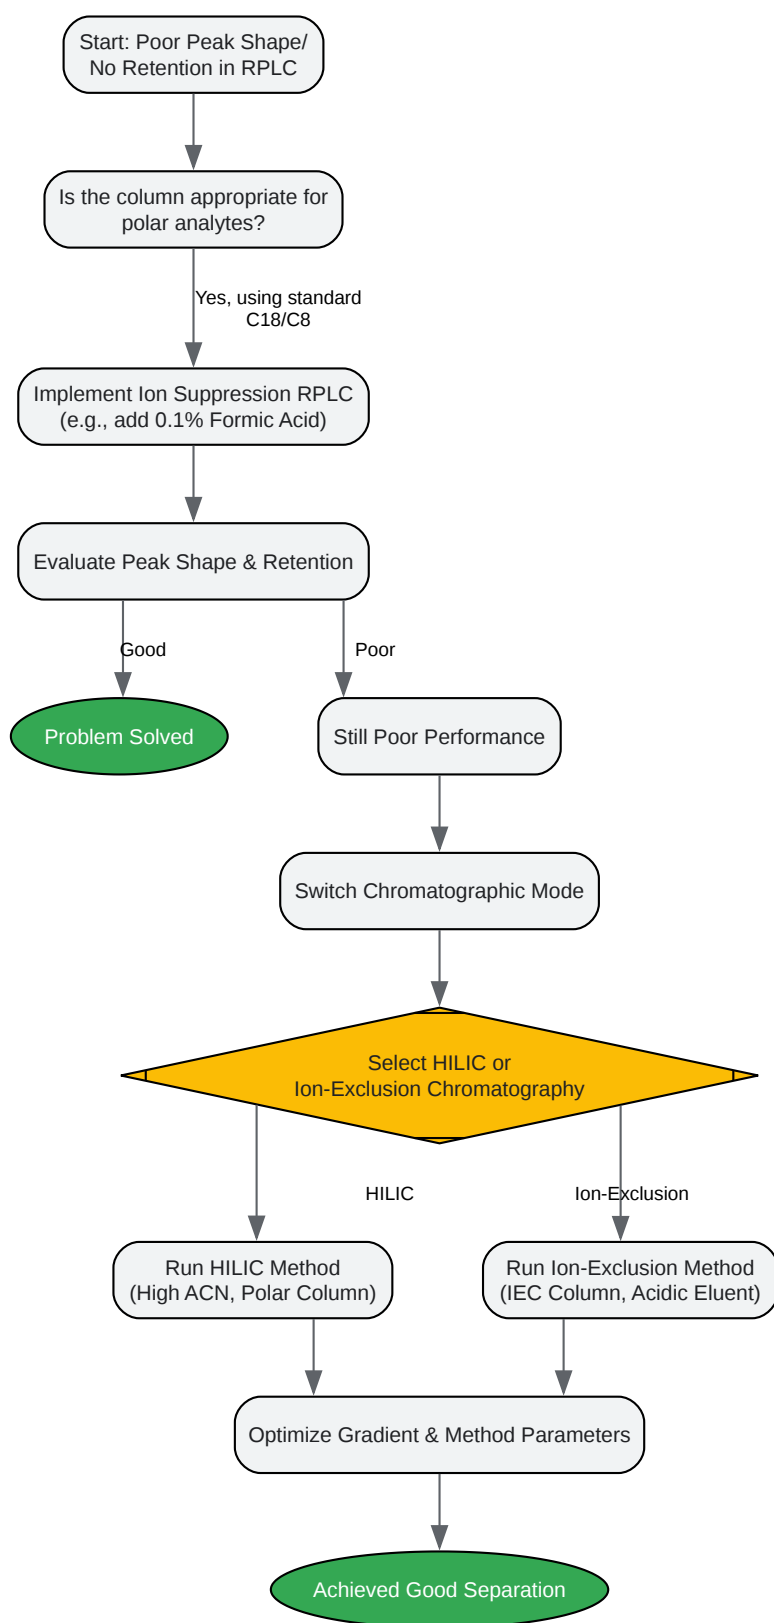 Start: Poor Peak Shape/
No Retention in RPLC
Is the column appropriate for
polar analytes?
Yes, using standard
C18/C8
Implement Ion Suppression RPLC
(e.g., add 0.1% Formic Acid)
Evaluate Peak Shape & Retention
Good
Poor
Problem Solved
Still Poor Performance
Switch Chromatographic Mode
Select HILIC or
Ion-Exclusion Chromatography
HILIC
Ion-Exclusion
Run HILIC Method
(High ACN, Polar Column)
Run Ion-Exclusion Method
(IEC Column, Acidic Eluent)
Optimize Gradient & Method Parameters
Achieved Good Separation